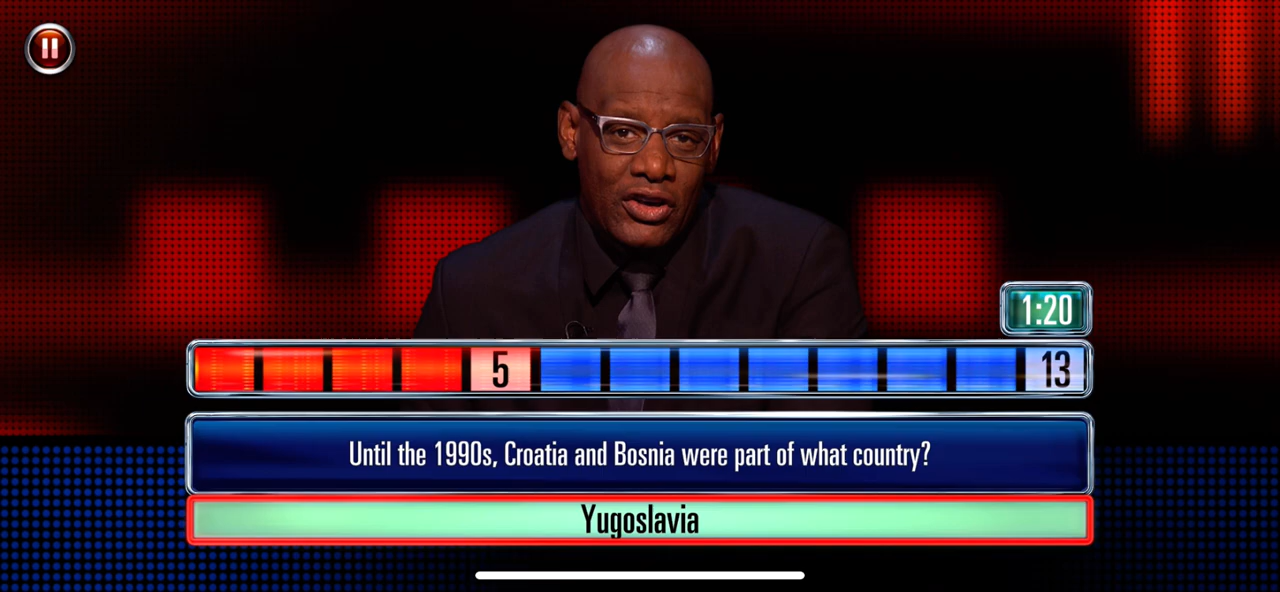 1:20
5
13
Until the 1990s, Croatia and Bosnia were part of what country?
Yugoslavia